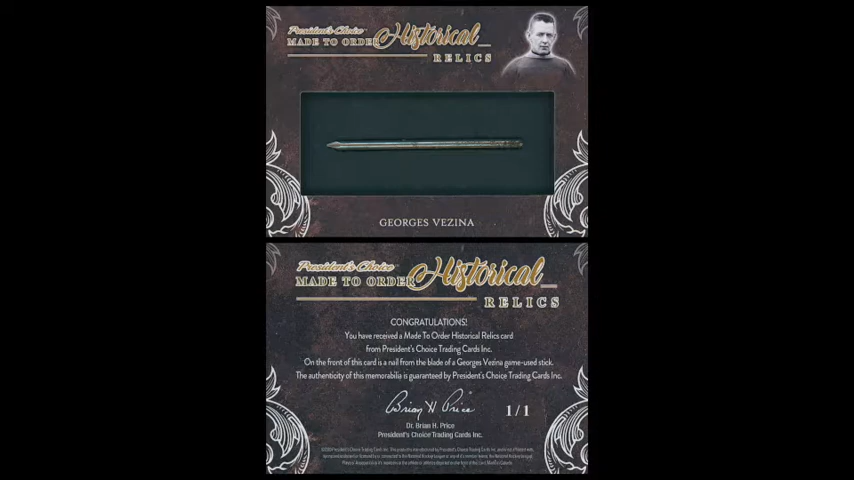 President's Choice
MADE TO ORDER Historical
RELICS
GEORGES VEZINA
President's Choice
MADE TO ORDER Historical
RELICS
CONGRATULATIONS!
You have received a Made To Order Historical Relics card
from President's Choice Trading Cards Inc.
On the front of this card is a nail from the blade of a Georges Vezina game-used stick.
The authenticity of this memorabilia is guaranteed by President's Choice Trading Cards Inc.
Brian H Price
1/1
Dr. Brian H. Price
President's Choice Trading Cards Inc.